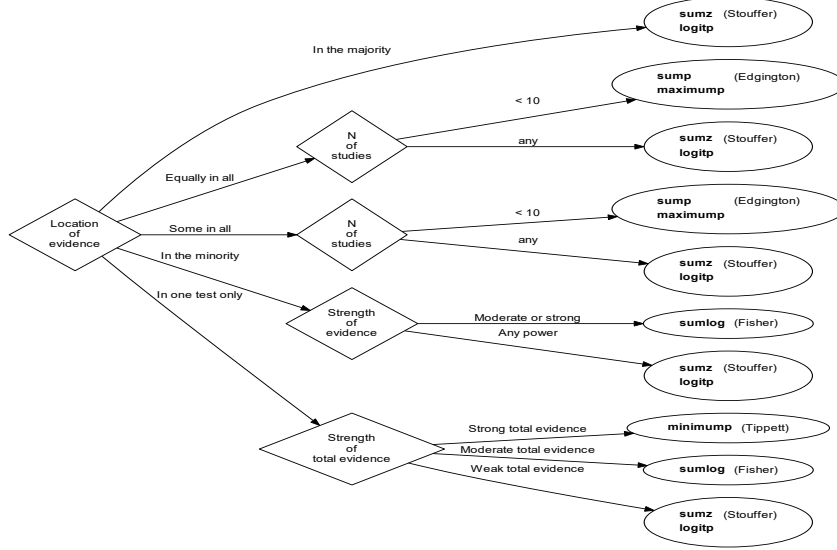 sumz (Stouffer)
logitp
In the majority
sump (Edgington)
maximump
< 10
N
of
studies
any
sumz (Stouffer)
logitp
Equally in all
sump (Edgington)
maximump
Location
of
evidence
Some in all
N
of
studies
< 10
any
sumz (Stouffer)
logitp
In the minority
In one test only
Strength
of
evidence
Moderate or strong
Any power
sumlog (Fisher)
sumz (Stouffer)
logitp
Strength
of
total evidence
Strong total evidence
Moderate total evidence
Weak total evidence
minimump (Tippett)
sumlog (Fisher)
sumz (Stouffer)
logitp